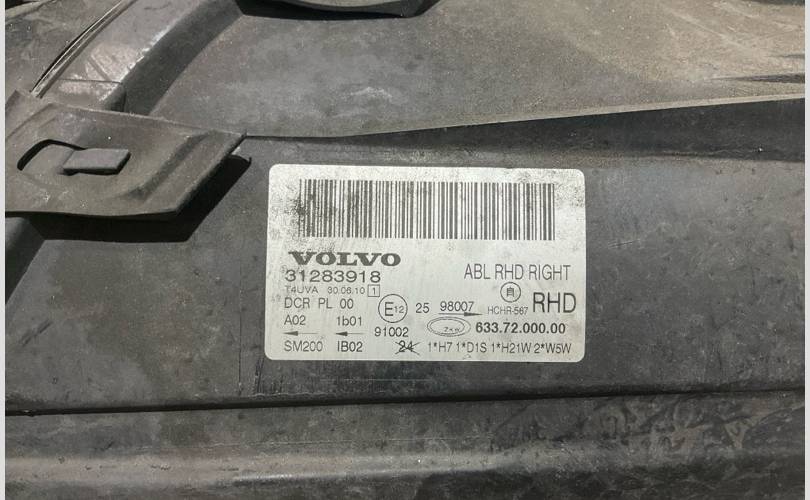 VOLVO
31283918
ABL RHD RIGHT
T4UVA 30.06.10 1
DCR PL 00
E12
25 98007
HCHR-567
RHD
A02 1b01
91002
ZKW
633.72.000.00
SM200 IB02
24 1*H7 1*D1S 1*H21W 2*W5W